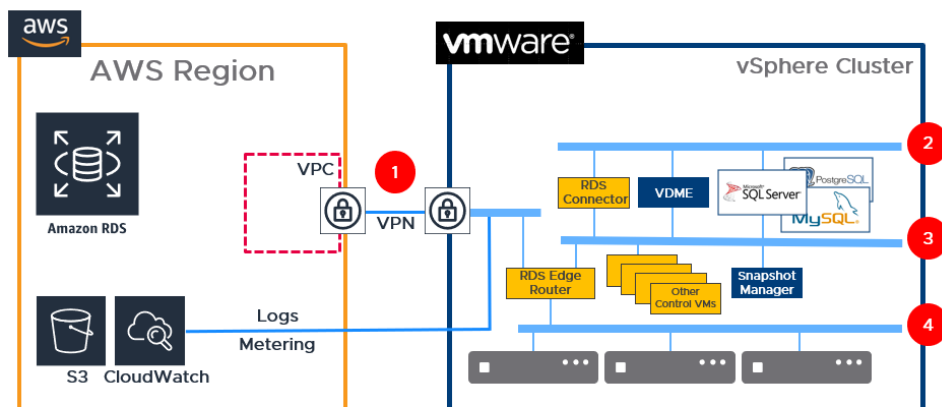 aws
AWS Region
vmware®
vSphere Cluster
Amazon RDS
VPC
1
VPN
2
RDS
Connector
VDME
Microsoft
SQL Server
PostgreSQL
MySQL®
3
RDS Edge
Router
Other
Control VMs
Snapshot
Manager
4
Logs
Metering
S3
CloudWatch